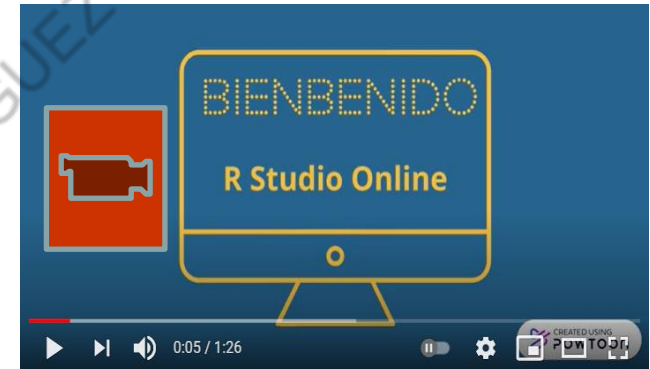 BIENBENIDO
R Studio Online
0:05 / 1:26
CREATED USING
POWTOON